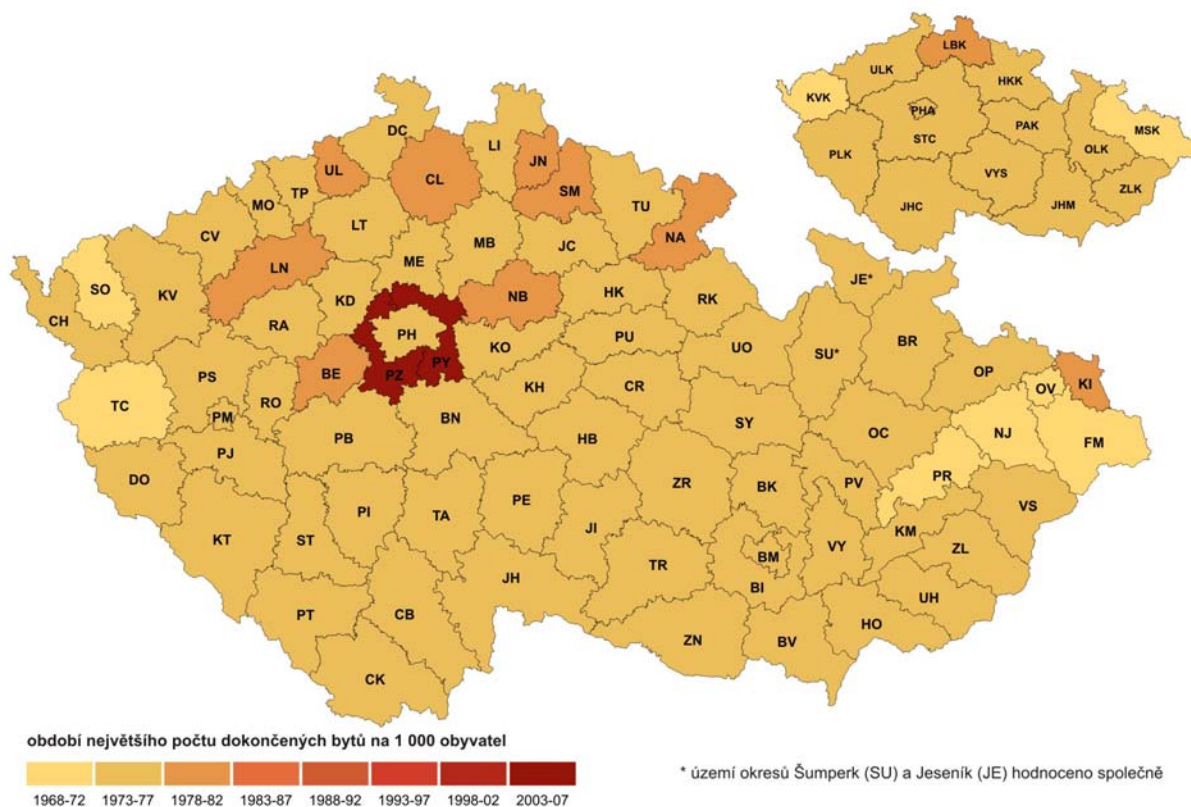 LBK
ULK
HKK
KVK
PHA
PAK
MSK
STC
OLK
PLK
VYS
ZLK
JHC
JHM
DC
LI
JN
UL
CL
SM
TP
MO
TU
LT
CV
MB
JC
NA
ME
LN
SO
KV
KD
NB
HK
JE*
RK
CH
RA
PH
KO
PU
UO
SU*
BR
BE
PZ
PY
OP
OV
KI
PS
RO
KH
CR
TC
PM
BN
SY
OC
NJ
FM
PB
HB
PJ
DO
PR
PE
ZR
BK
PV
VS
KT
ST
PI
TA
JI
KM
ZL
BM
VY
TR
BI
JH
UH
PT
CB
HO
ZN
BV
CK
období největšího počtu dokončených bytů na 1 000 obyvatel
1968-72 1973-77 1978-82 1983-87 1988-92 1993-97 1998-02 2003-07
* území okresů Šumperk (SU) a Jeseník (JE) hodnoceno společně